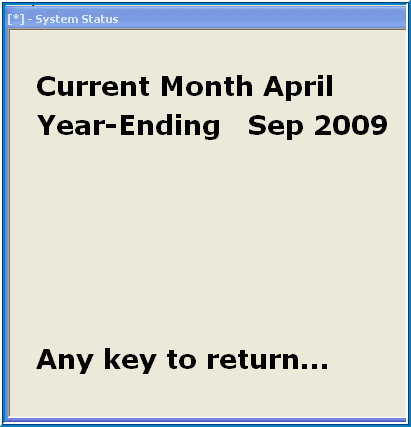 [*] - System Status
Current Month April
Year-Ending Sep 2009
Any key to return...